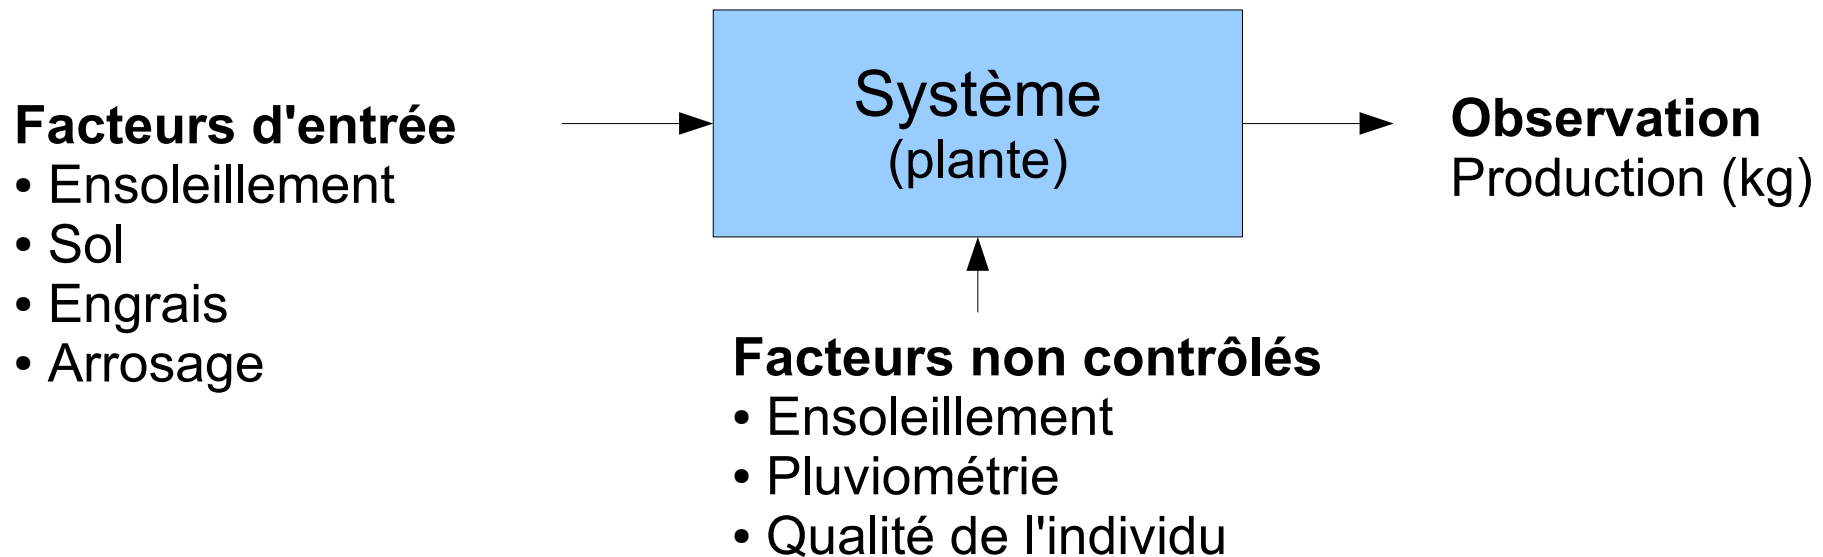 Facteurs d'entrée
• Ensoleillement
• Sol
• Engrais
• Arrosage
Système
(plante)
Observation
Production (kg)
Facteurs non contrôlés
• Ensoleillement
• Pluviométrie
• Qualité de l'individu